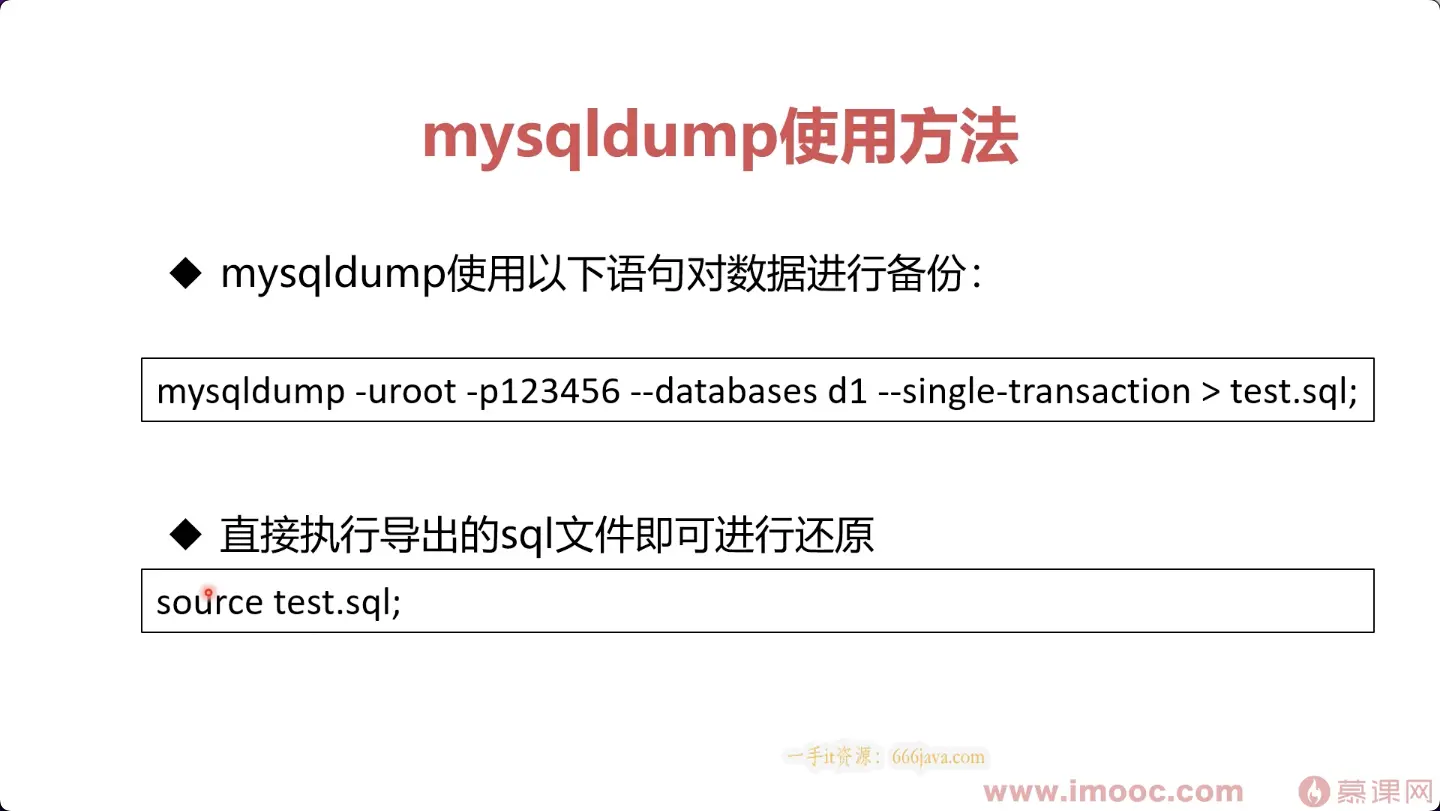 mysqldump使用方法
◆ mysqldump使用以下语句对数据进行备份：
mysqldump -uroot -p123456 --databases d1 --single-transaction > test.sql;
◆ 直接执行导出的sql文件即可进行还原
source test.sql;
一手it资源：666java.com
www.imooc.com 慕课网